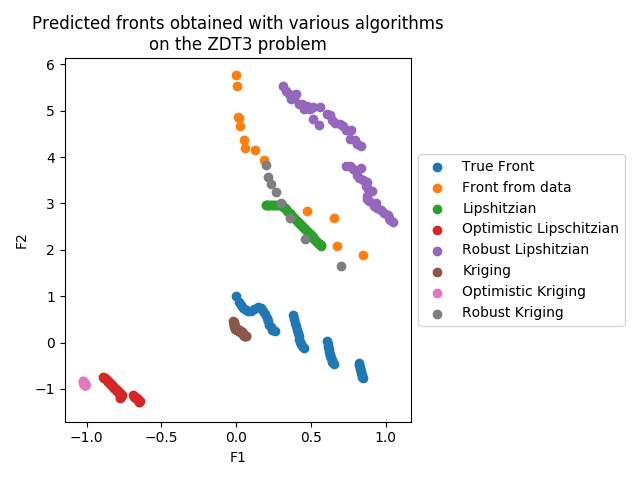 Predicted fronts obtained with various algorithms
on the ZDT3 problem
6
5
4
3
2
1
0
−1
F2
−1.0
−0.5
0.0
0.5
1.0
F1
True Front
Front from data
Lipshitzian
Optimistic Lipschitzian
Robust Lipshitzian
Kriging
Optimistic Kriging
Robust Kriging